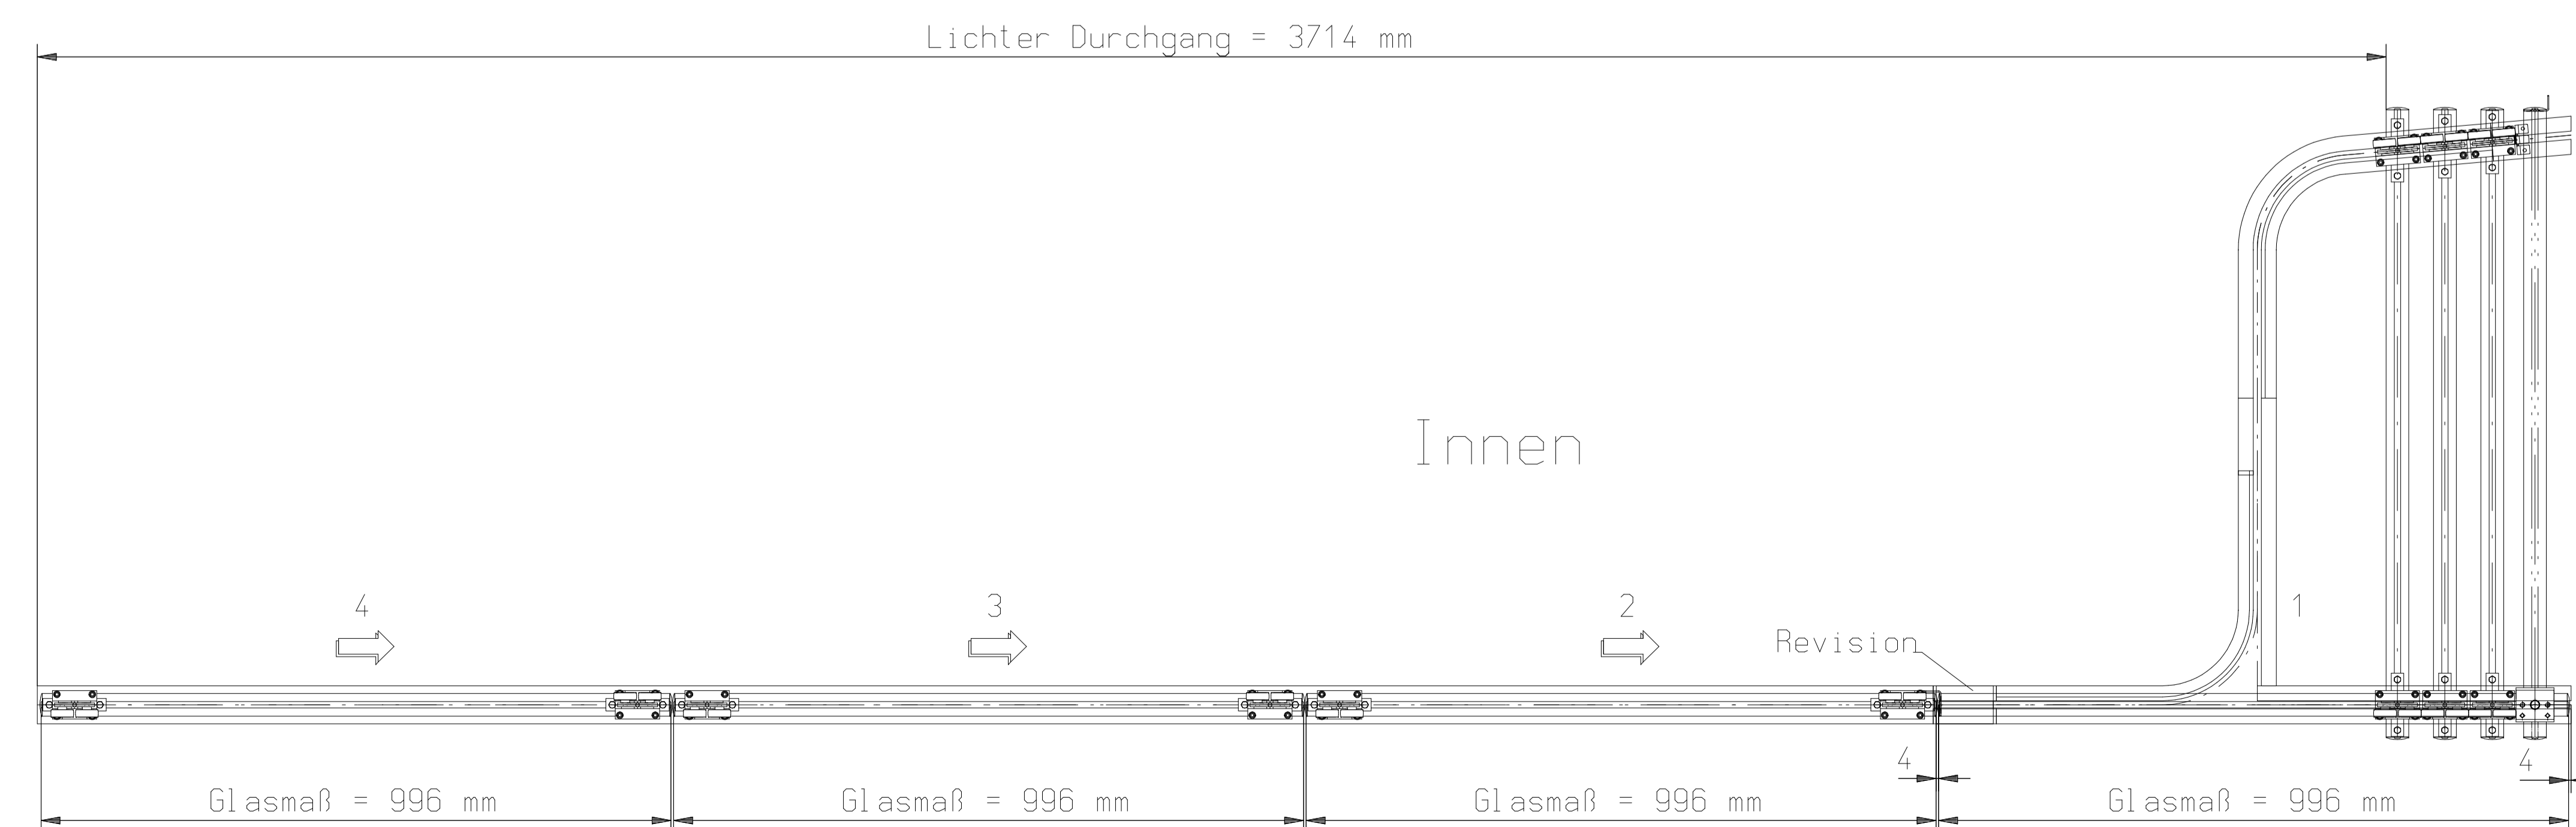 Lichter Durchgang = 3714 mm
Innen
4
3
2
1
Revision
4
4
Glasmaß = 996 mm
Glasmaß = 996 mm
Glasmaß = 996 mm
Glasmaß = 996 mm